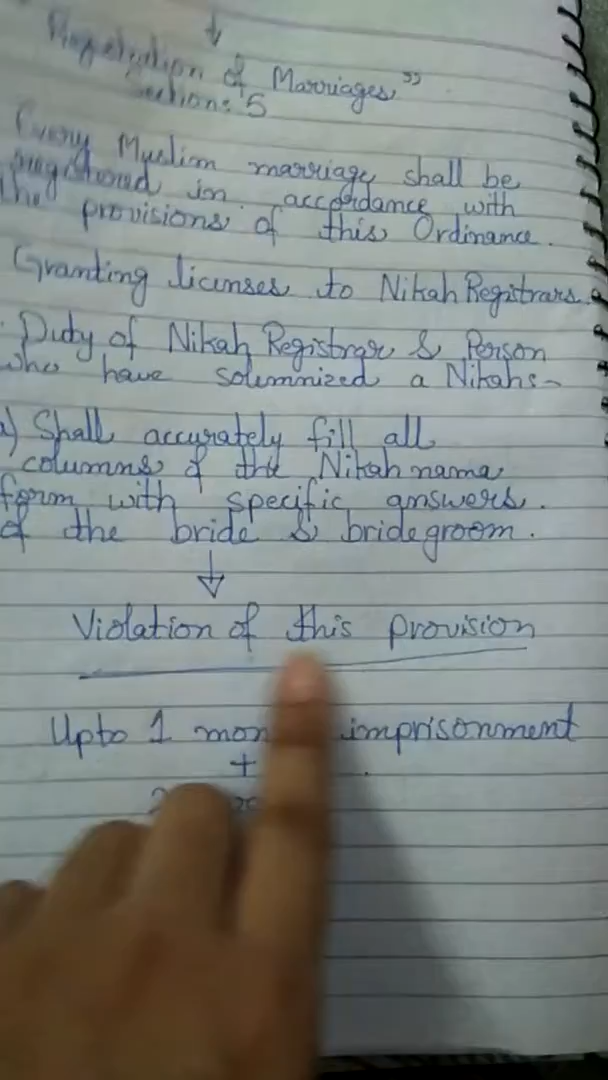 Registration of Marriages"
Section: 5
Every Muslim marriage shall be
registered in accordance with
the provisions of this Ordinance.
Granting licenses to Nikah Registrars.
Duty of Nikah Registrar & Person
who have solemnized a Nikah:-
a) Shall accurately fill all
columns of the Nikah nama
form with specific answers.
of the bride & bridegroom.
Violation of this provision
Upto 1 imprisonment
+